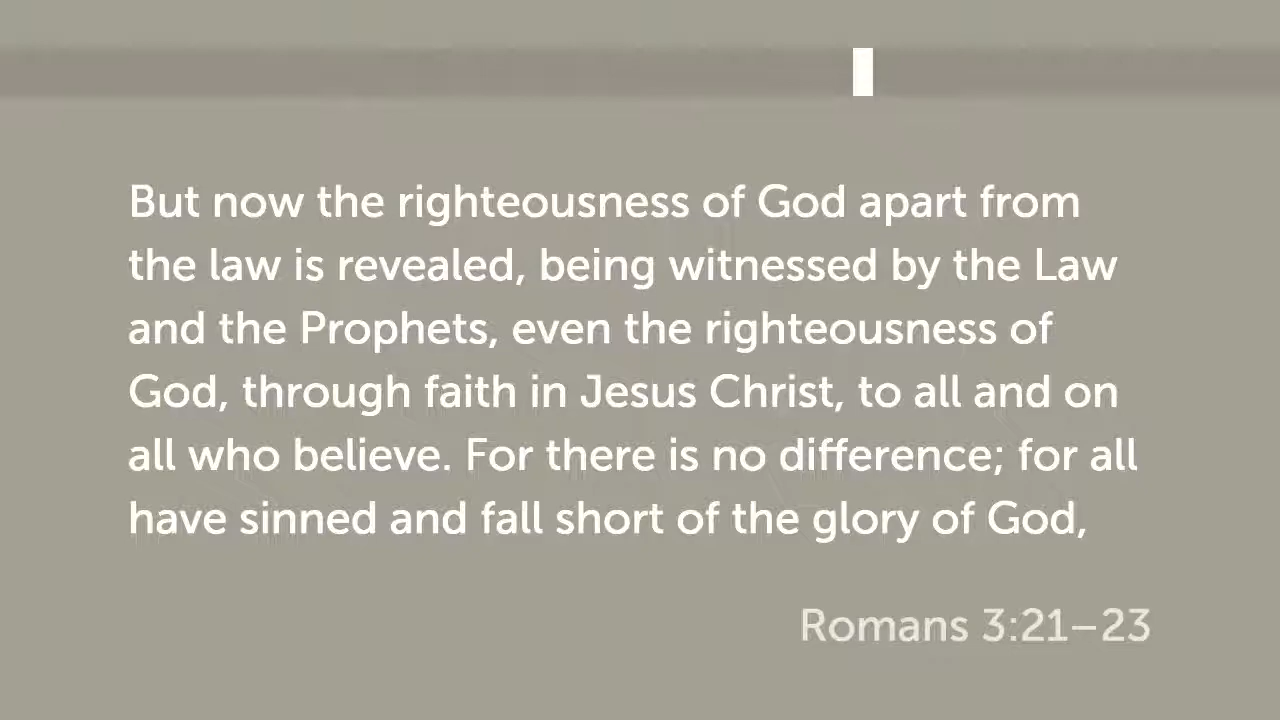 But now the righteousness of God apart from
the law is revealed, being witnessed by the Law
and the Prophets, even the righteousness of
God, through faith in Jesus Christ, to all and on
all who believe. For there is no difference; for all
have sinned and fall short of the glory of God,
Romans 3:21–23